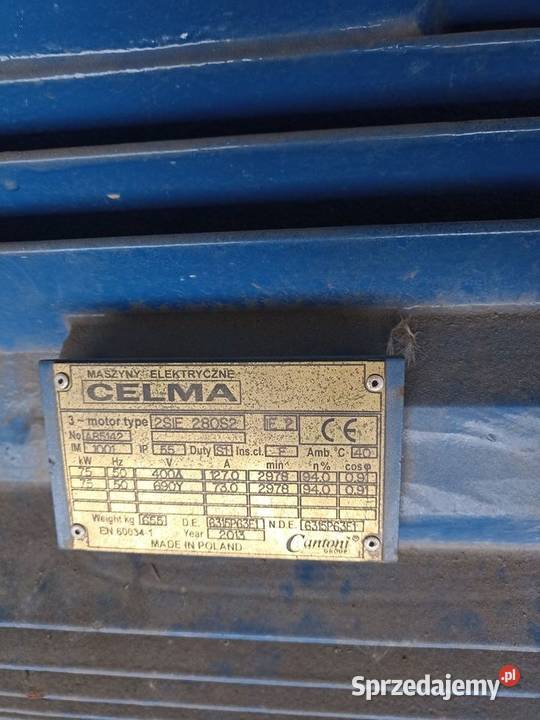 MASZYNY ELEKTRYCZNE
CELMA
3~motor type 2SIE 280S2 IE 2 CE
No AB5142
IM 1001 IP 55 Duty S1 Ins.cl. F Amb.°C 40
kW Hz V A min⁻¹ η% cosφ
75 50 400Δ 127.0 2978 94.0 0.91
75 50 690Y 73.0 2978 94.0 0.91
Weight kg 655 D.E. N.D.E.
EN 60034-1 Year 2013
MADE IN POLAND Cantoni®
GROUP
Sprzedajemy.pl